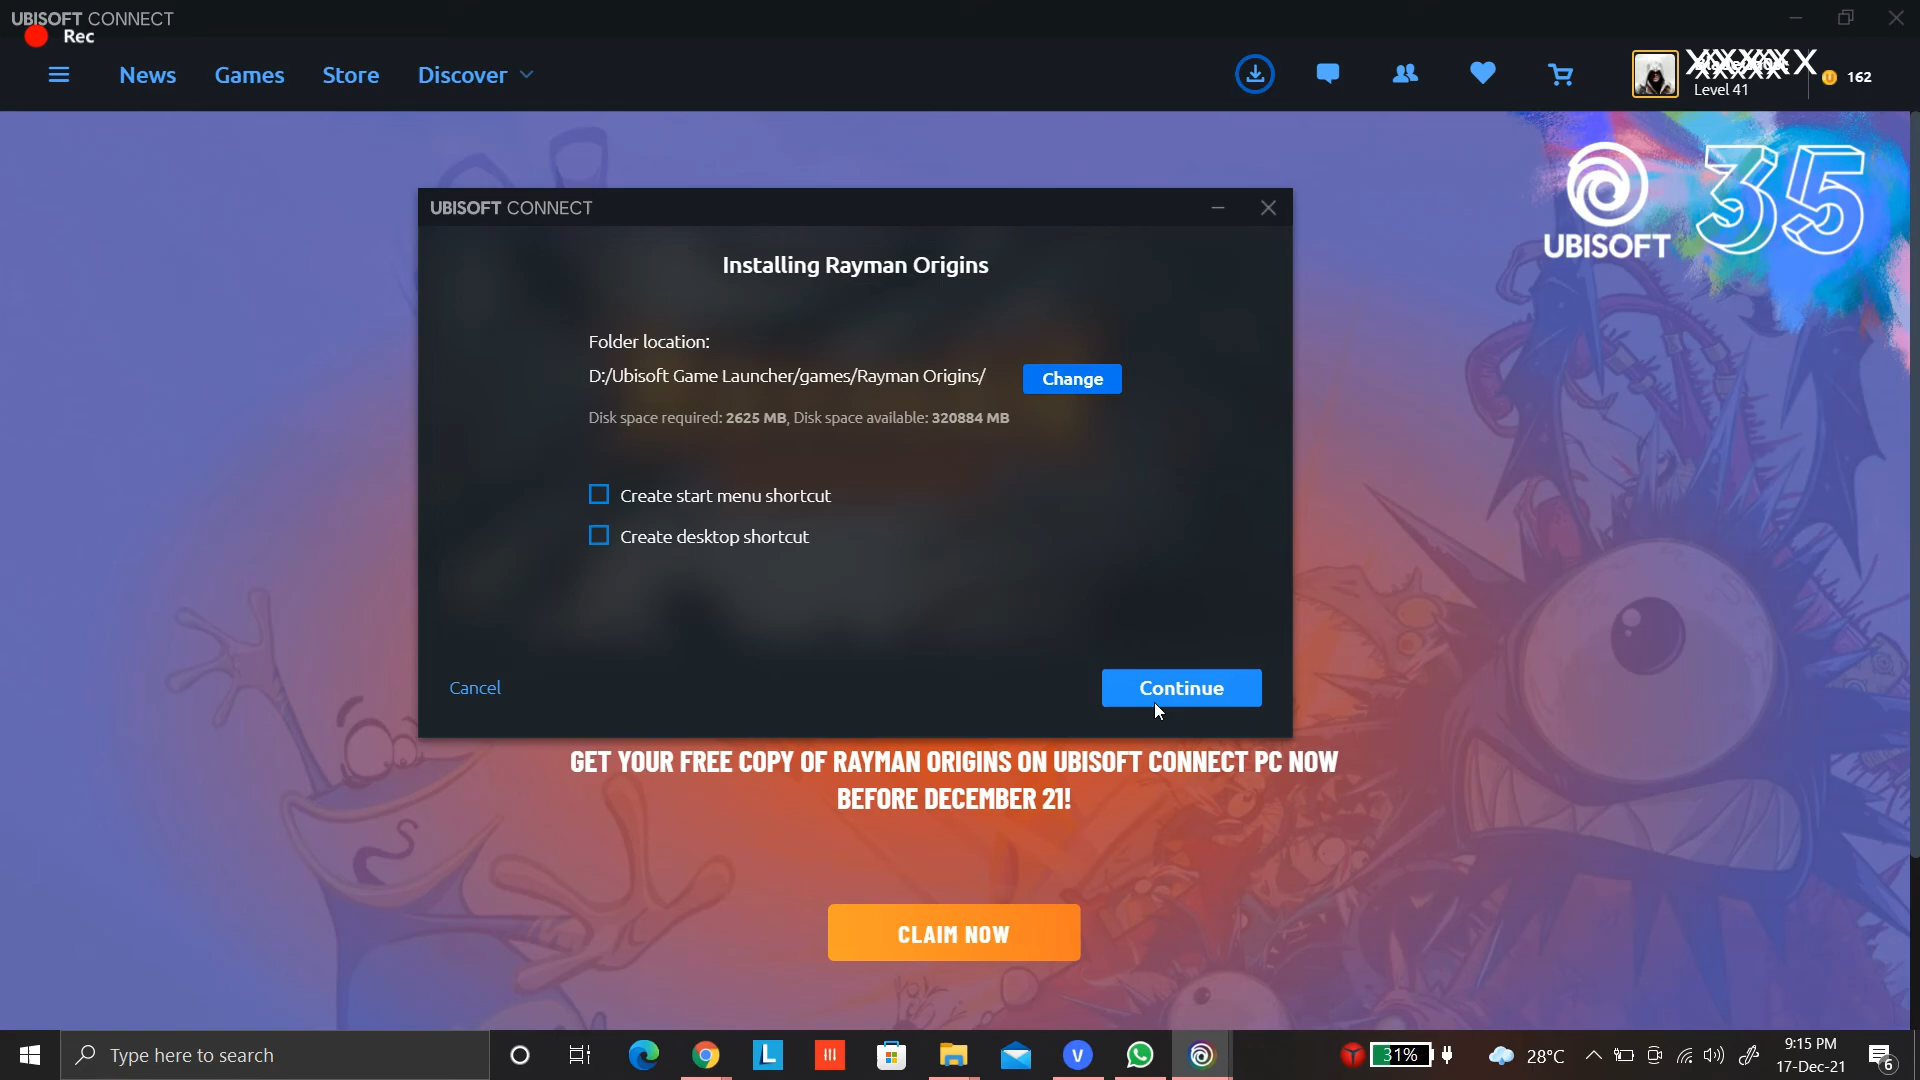 UBISOFT CONNECT
Rec
News Games Store Discover
Level 41
162
UBISOFT 35
UBISOFT CONNECT
Installing Rayman Origins
Folder location:
D:/Ubisoft Game Launcher/games/Rayman Origins/
Change
Disk space required: 2625 MB, Disk space available: 320884 MB
Create start menu shortcut
Create desktop shortcut
Cancel
Continue
GET YOUR FREE COPY OF RAYMAN ORIGINS ON UBISOFT CONNECT PC NOW
BEFORE DECEMBER 21!
CLAIM NOW
Type here to search
L
V
31%
28°C
9:15 PM
17-Dec-21
6